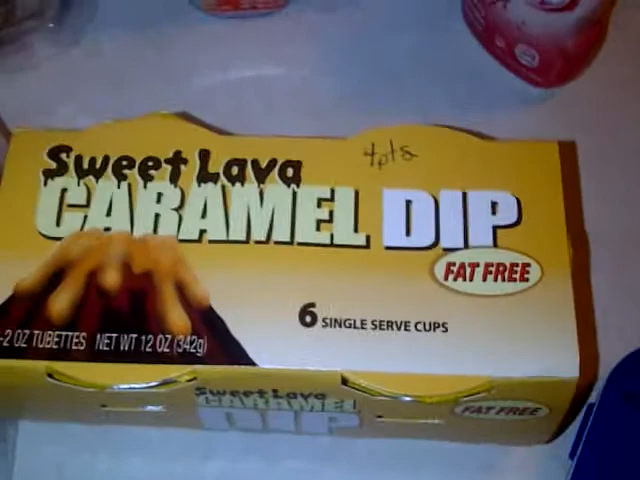 Sweet Lava
4pts
CARAMEL DIP
FAT FREE
6 SINGLE SERVE CUPS
-2 OZ TUBETTES NET WT 12 OZ (342g)
Sweet Lava
CARAMEL
DIP
FAT FREE